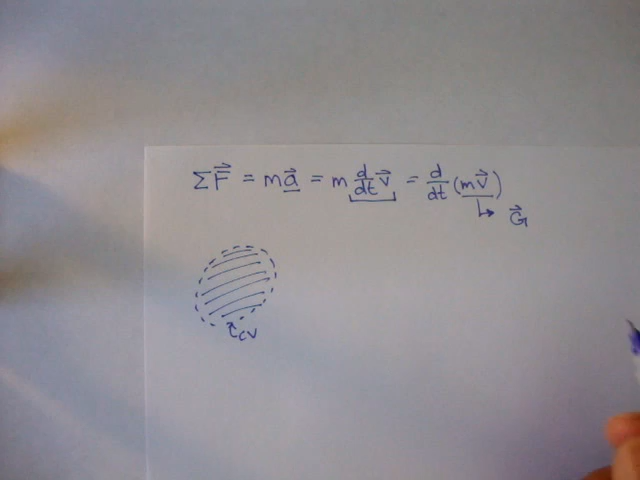 ΣF⃗ = ma⃗ = m d/dt v⃗ = d/dt (mv⃗)
↳ G⃗
CV